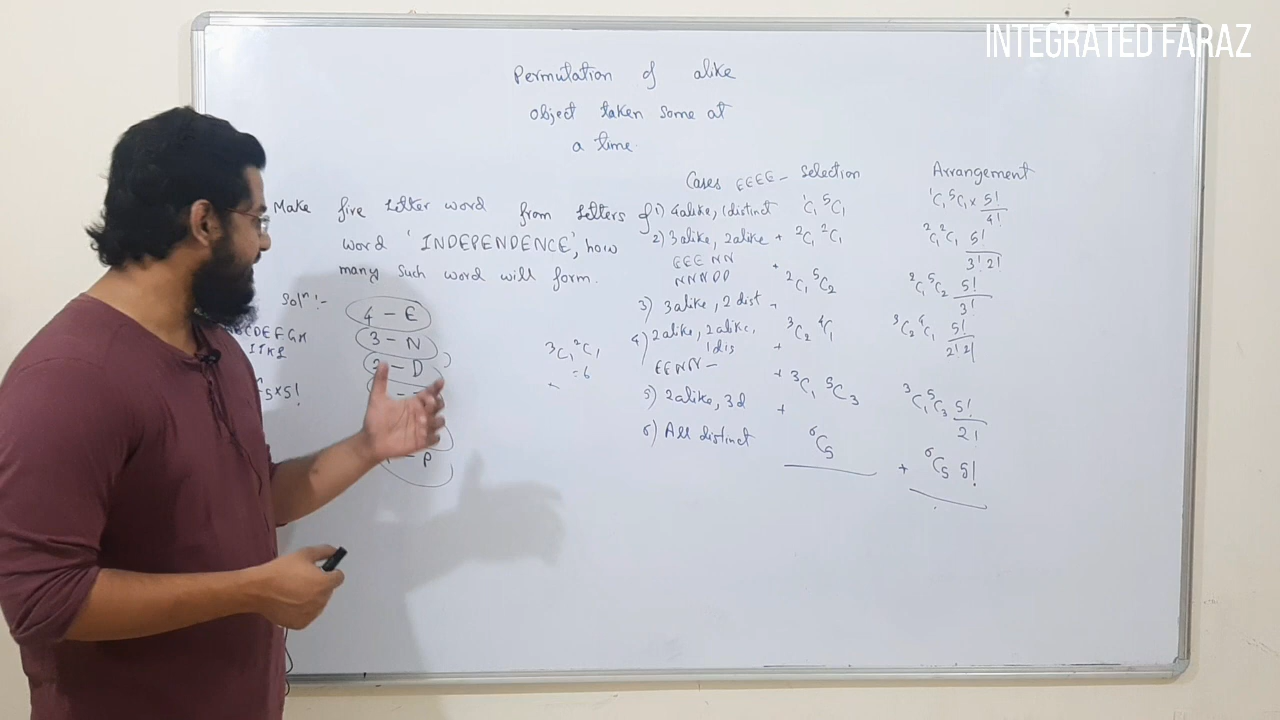 INTEGRATED FARAZ
Permutation of alike
object taken some at
a time.
Make five letter word from letters of
word 'INDEPENDENCE', how
many such word will form.
Solⁿ:-
4 - E
3 - N
- D
- P
BCDEFGH
IJKL
5×5!
³C₁ ²C₁
= 6
Cases EEEE- Selection Arrangement
1) 4alike, 1distinct ¹C₁ ⁵C₁ ¹C₁ ⁵C₁ × 5!/4!
2) 3alike, 2alike + ²C₁ ²C₁ ²C₁ ²C₁ 5!/3! 2!
EEE NN
NNN DD
3) 3alike, 2 dist + ²C₁ ⁵C₂ ²C₁ ⁵C₂ 5!/3!
4) 2alike, 2alike, 1dis + ³C₂ ⁴C₁ ³C₂ ⁴C₁ 5!/2! 2!
EENN -
5) 2alike, 3d + ³C₁ ⁵C₃ ³C₁ ⁵C₃ 5!/2!
6) All distinct + ⁶C₅ + ⁶C₅ 5!